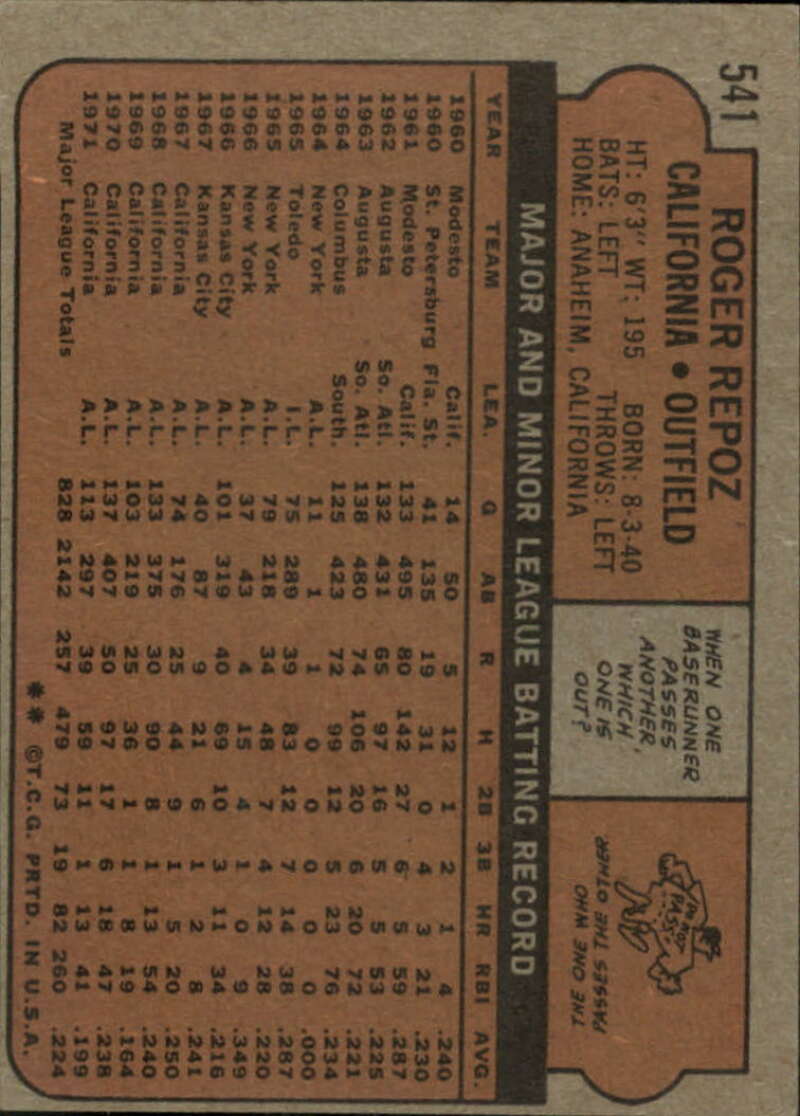 541
ROGER REPOZ
CALIFORNIA • OUTFIELD
HT: 6'3" WT: 195 BORN: 8-3-40
BATS: LEFT THROWS: LEFT
HOME: ANAHEIM, CALIFORNIA
WHEN ONE
BASERUNNER
PASSES
ANOTHER,
WHICH
ONE IS
OUT?
I'M NOT
PASS
THE ONE WHO
PASSES THE OTHER
MAJOR AND MINOR LEAGUE BATTING RECORD
YEAR TEAM LEA. G AB R H 2B 3B HR RBI AVG.
1960 Modesto Calif. 14 50 5 12 1 2 1 4 .240
1960 St. Petersburg Fla. St. 41 135 19 31 0 4 3 21 .230
1961 Modesto Calif. 133 495 80 142 27 6 5 59 .287
1962 Augusta So. Atl. 132 431 65 97 16 5 5 53 .225
1963 Augusta So. Atl. 138 480 74 106 20 6 20 72 .221
1964 Columbus South. 125 423 72 99 12 5 23 76 .234
1964 New York A.L. 11 1 1 0 0 0 0 0 .000
1965 Toledo I.L. 75 289 39 83 12 7 14 38 .287
1965 New York A.L. 79 218 34 48 7 4 12 28 .220
1966 New York A.L. 37 43 4 15 4 1 0 9 .349
1966 Kansas City A.L. 101 319 40 69 10 3 11 34 .216
1967 Kansas City A.L. 40 87 9 21 6 1 2 8 .241
1967 California A.L. 74 176 25 44 9 1 5 20 .250
1968 California A.L. 133 375 30 90 8 1 13 54 .240
1969 California A.L. 103 219 25 36 1 1 8 19 .164
1970 California A.L. 137 407 50 97 17 6 18 47 .238
1971 California A.L. 113 297 39 59 11 1 13 41 .199
Major League Totals 828 2142 257 479 73 19 82 260 .224
** ©T.C.G. PRTD. IN U.S.A.